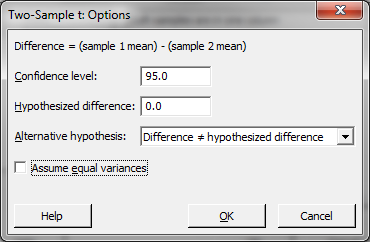 Two-Sample t: Options
Difference = (sample 1 mean) - (sample 2 mean)
Confidence level: 95.0
Hypothesized difference: 0.0
Alternative hypothesis: Difference ≠ hypothesized difference
Assume equal variances
Help OK Cancel